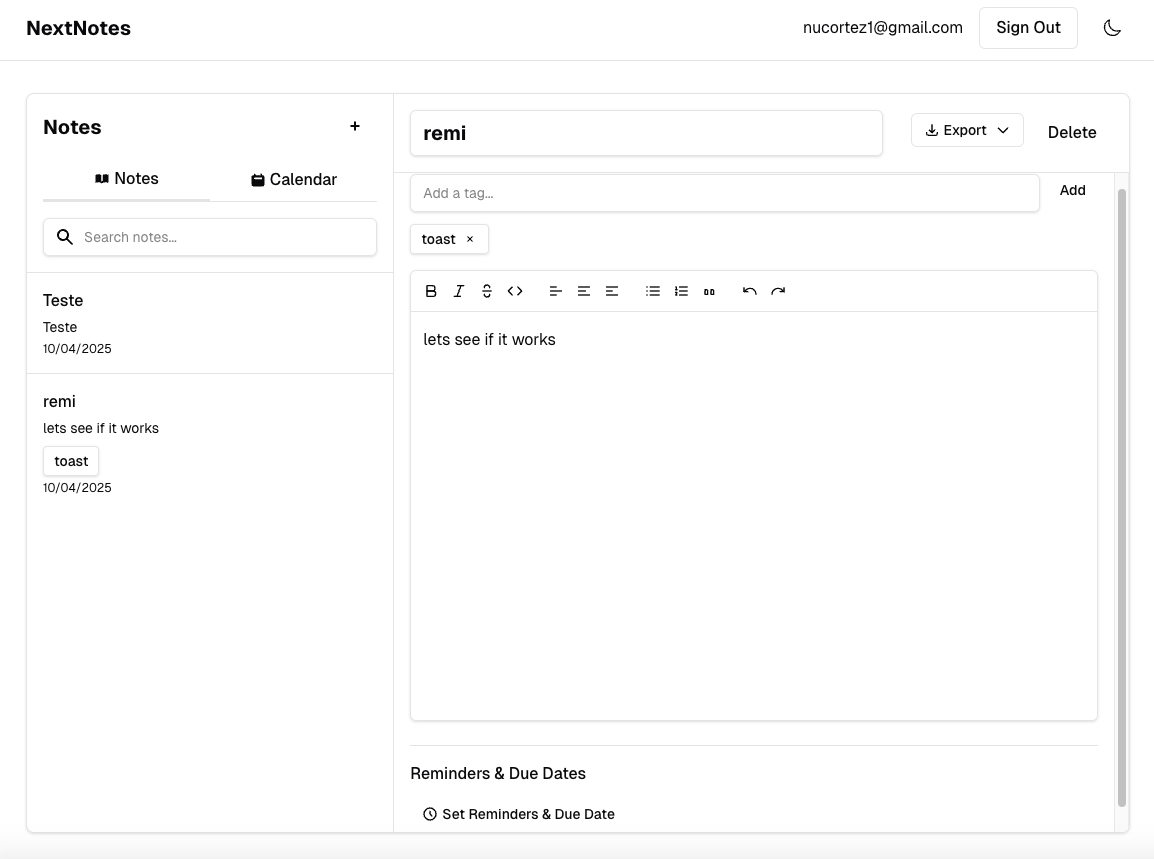 NextNotes
nucortez1@gmail.com
Sign Out
Notes
+
Notes
Calendar
Search notes...
Teste
Teste
10/04/2025
remi
lets see if it works
toast
10/04/2025
remi
Export
Delete
Add a tag...
Add
toast ×
lets see if it works
Reminders & Due Dates
Set Reminders & Due Date